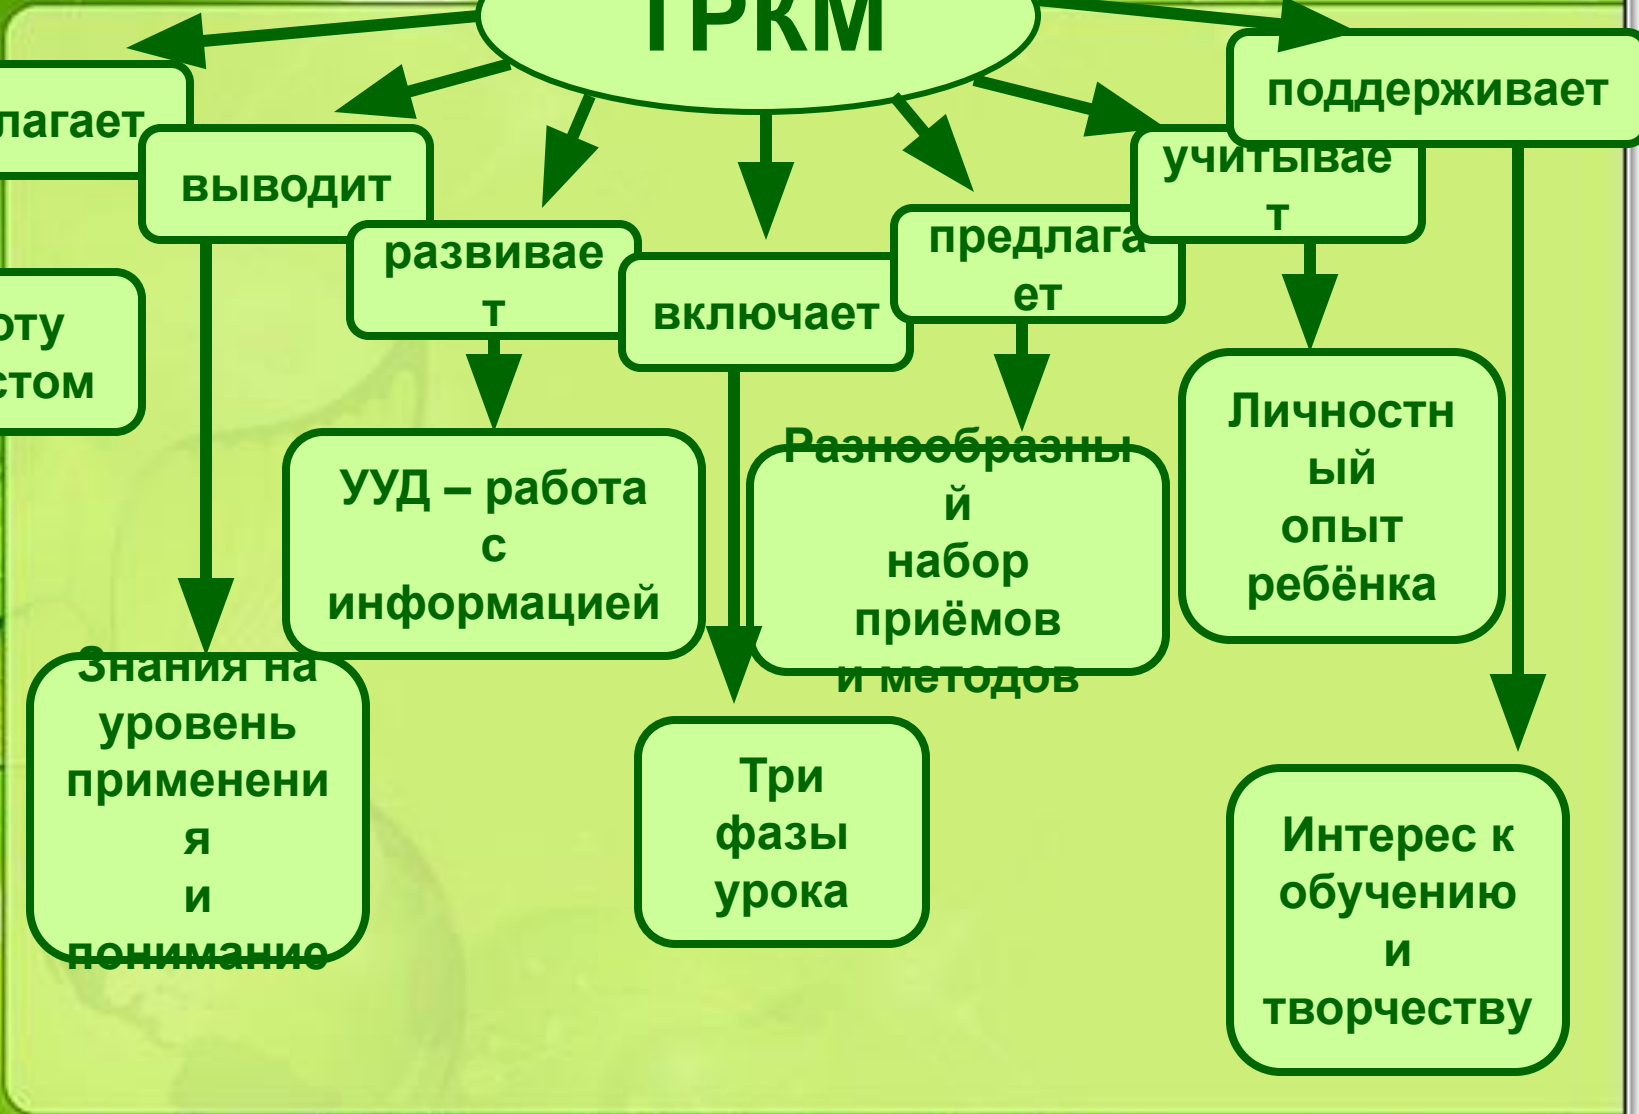 ТРКМ
лагает
выводит
развивае
т
включает
предлага
ет
учитывае
т
поддерживает
оту
стом
Знания на
уровень
применени
я
и
понимание
УУД – работа
с
информацией
Три
фазы
урока
Разнообразны
й
набор
приёмов
и методов
Личностн
ый
опыт
ребёнка
Интерес к
обучению
и
творчеству